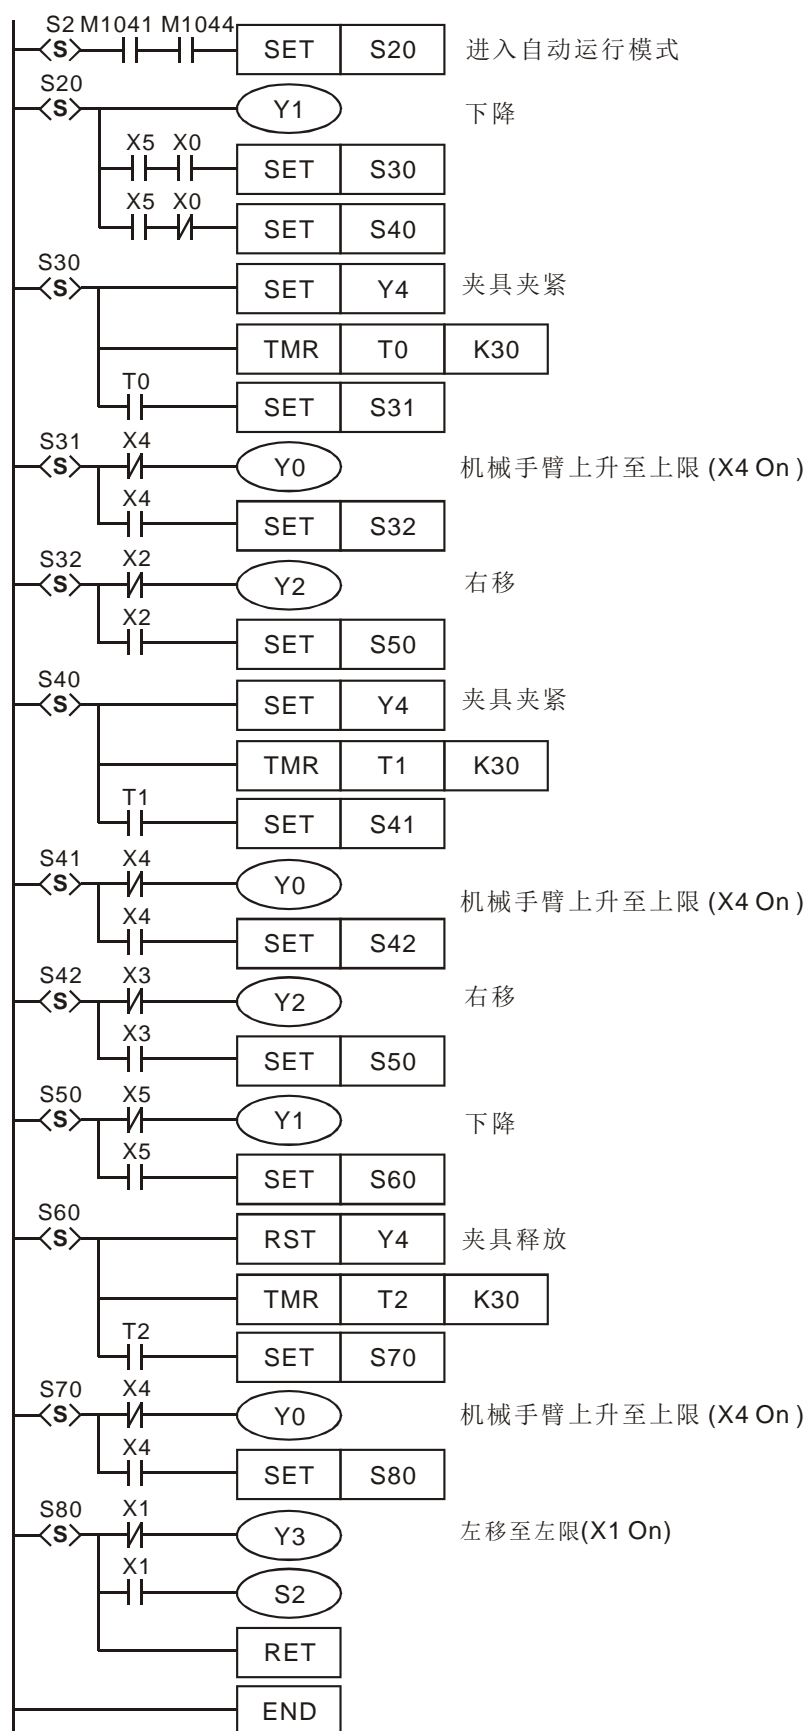 S2 M1041 M1044
S SET S20 进入自动运行模式
S20
S Y1 下降
X5 X0
SET S30
X5 X0
SET S40
S30
S SET Y4 夹具夹紧
TMR T0 K30
T0
SET S31
S31 X4
S Y0 机械手臂上升至上限 (X4 On )
X4
SET S32
S32 X2
S Y2 右移
X2
SET S50
S40
S SET Y4 夹具夹紧
TMR T1 K30
T1
SET S41
S41 X4
S Y0 机械手臂上升至上限 (X4 On )
X4
SET S42
S42 X3
S Y2 右移
X3
SET S50
S50 X5
S Y1 下降
X5
SET S60
S60
S RST Y4 夹具释放
TMR T2 K30
T2
SET S70
S70 X4
S Y0 机械手臂上升至上限 (X4 On )
X4
SET S80
S80 X1
S Y3 左移至左限(X1 On)
X1
S2
RET
END